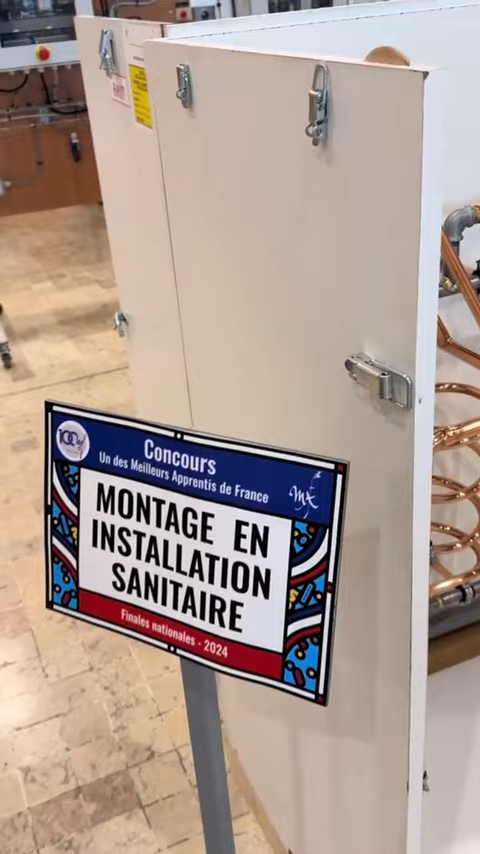 Concours
Un des Meilleurs Apprentis de France
MONTAGE EN
INSTALLATION
SANITAIRE
Finales nationales - 2024